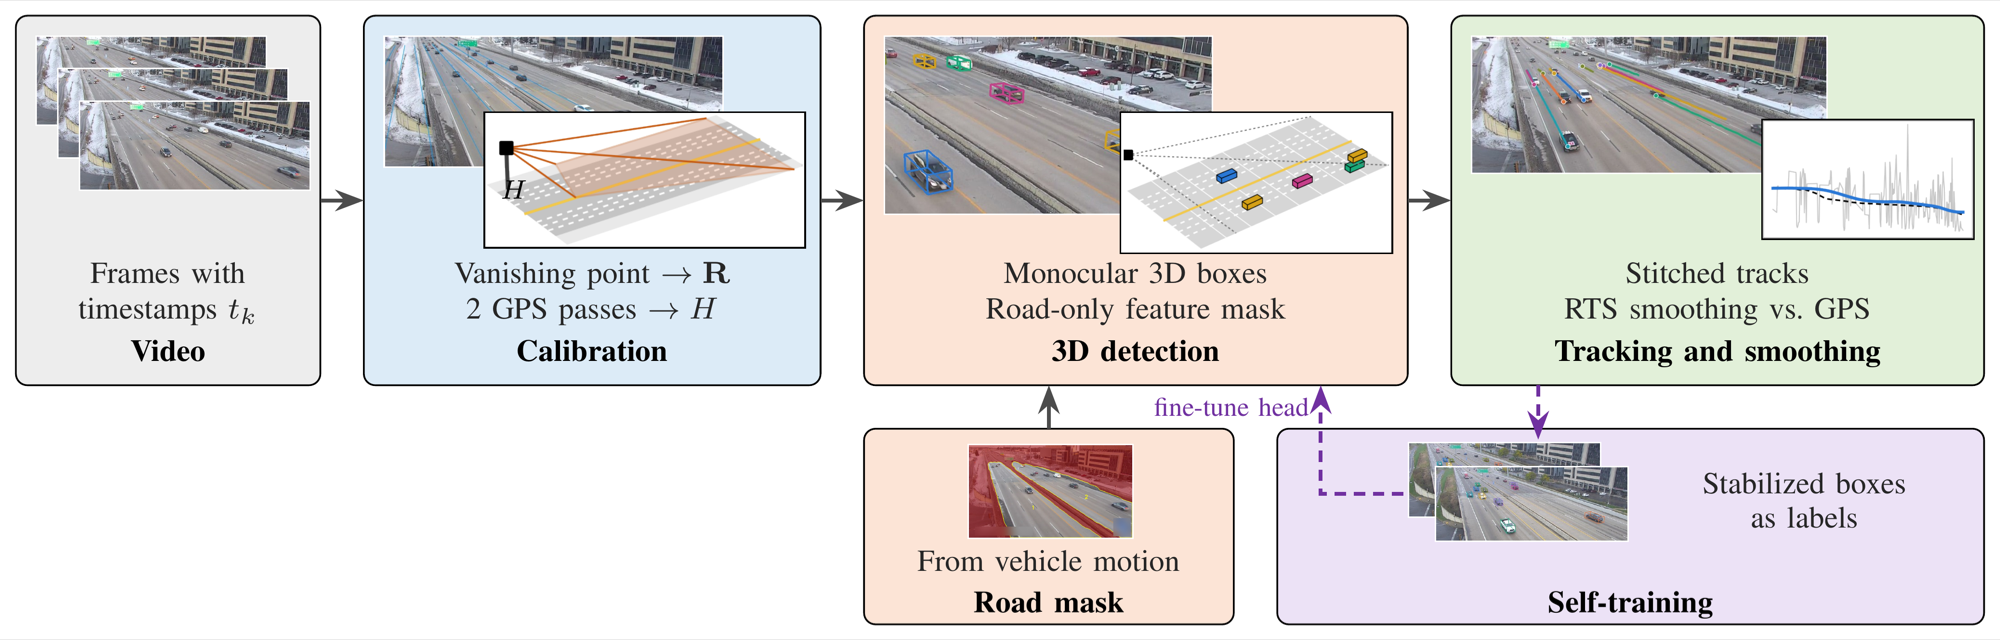 Frames with
timestamps t_k
Video
H
Vanishing point → R
2 GPS passes → H
Calibration
Monocular 3D boxes
Road-only feature mask
3D detection
Stitched tracks
RTS smoothing vs. GPS
Tracking and smoothing
fine-tune head
From vehicle motion
Road mask
Stabilized boxes
as labels
Self-training